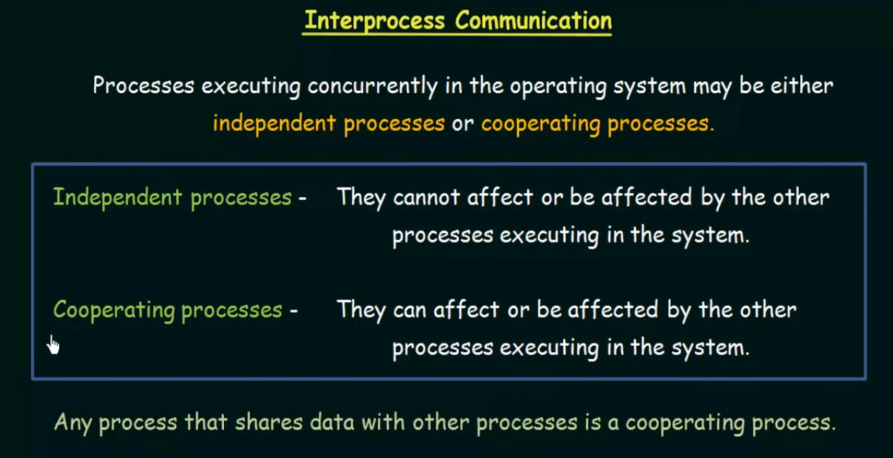 Interprocess Communication
Processes executing concurrently in the operating system may be either
independent processes or cooperating processes.
Independent processes - They cannot affect or be affected by the other
processes executing in the system.
Cooperating processes - They can affect or be affected by the other
processes executing in the system.
Any process that shares data with other processes is a cooperating process.